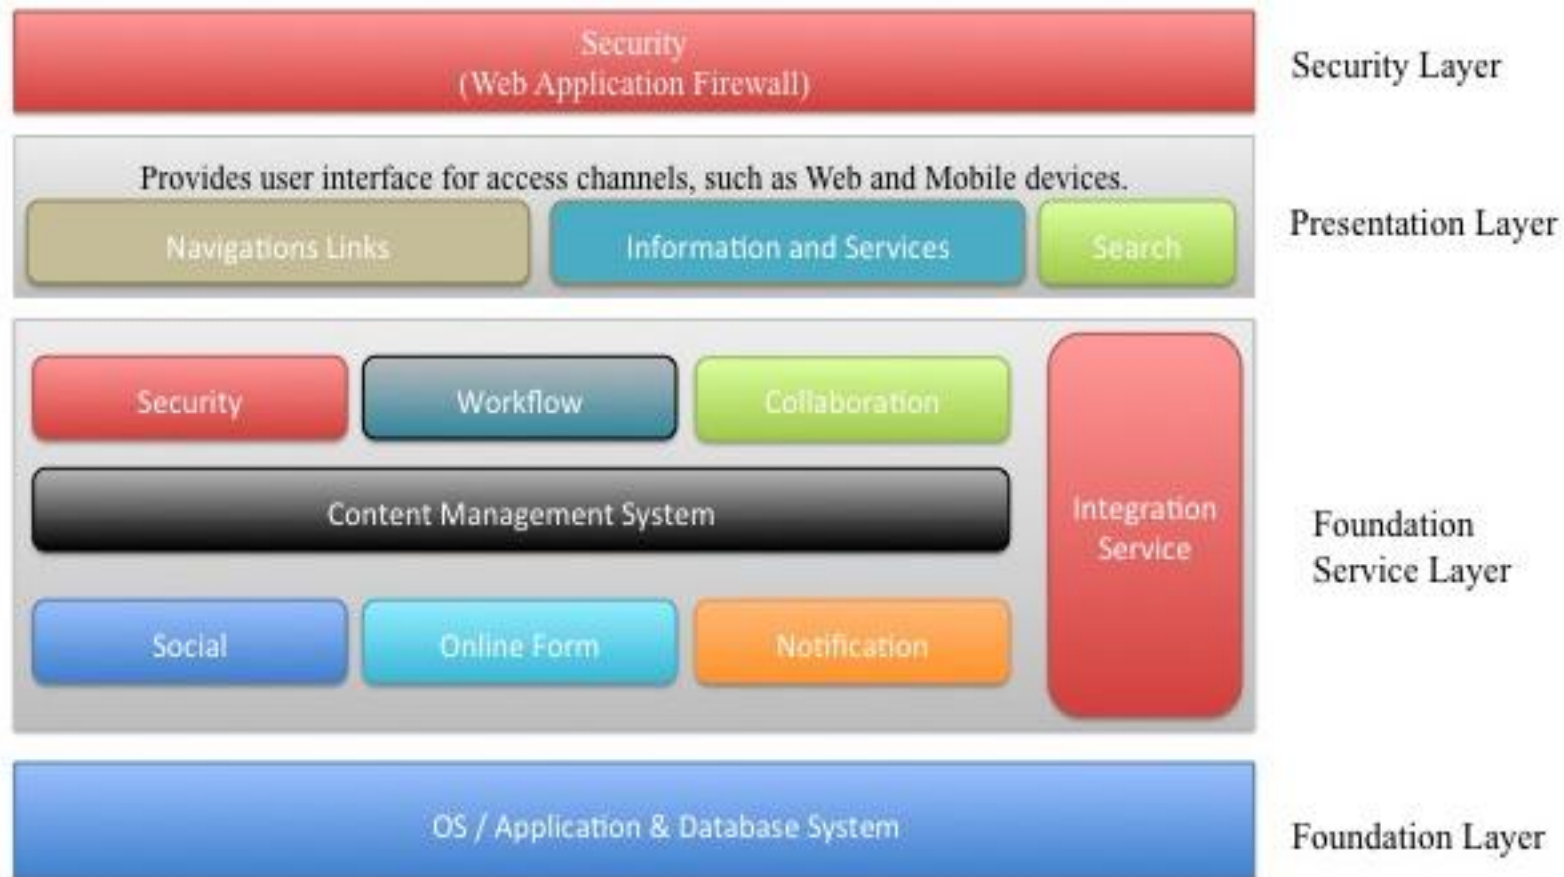 Security
(Web Application Firewall)
Security Layer
Provides user interface for access channels, such as Web and Mobile devices.
Presentation Layer
Navigations Links
Information and Services
Search
Security
Workflow
Collaboration
Content Management System
Integration
Service
Foundation
Service Layer
Social
Online Form
Notification
OS / Application & Database System
Foundation Layer